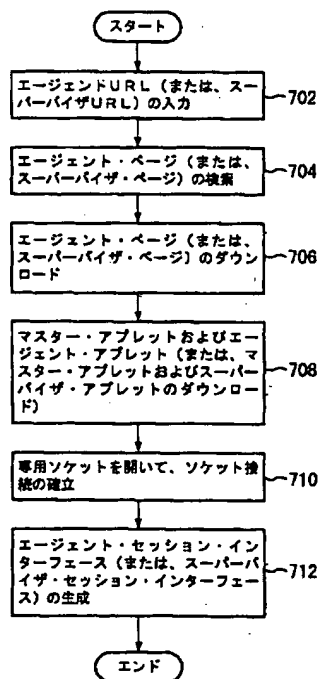 スタート
エージェンドURL(または、スー
パーバイザURL)の入力
702
エージェント・ページ(または、
スーパーバイザ・ページ)の検索
704
エージェント・ページ(または、
スーパーバイザ・ページ)のダウン
ロード
706
マスター・アプレットおよびエー
ジェント・アプレット(または、マ
スター・アプレットおよびスーパー
バイザ・アプレットのダウンロー
ド)
708
専用ソケットを開いて、ソケット接
続の確立
710
エージェント・セッション・イン
ターフェース(または、スーパーバ
イザ・セッション・インターフェー
ス)の生成
712
エンド